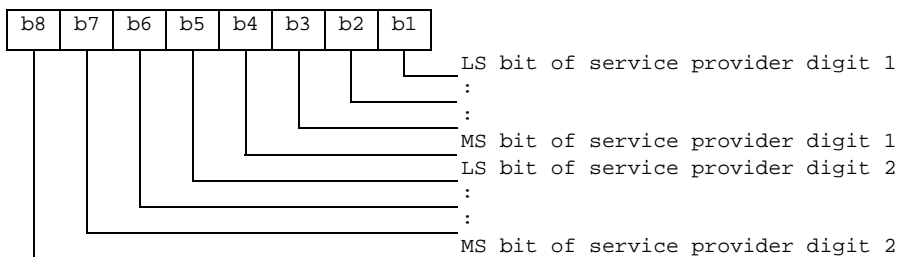 b8 b7 b6 b5 b4 b3 b2 b1
LS bit of service provider digit 1
:
:
MS bit of service provider digit 1
LS bit of service provider digit 2
:
:
MS bit of service provider digit 2